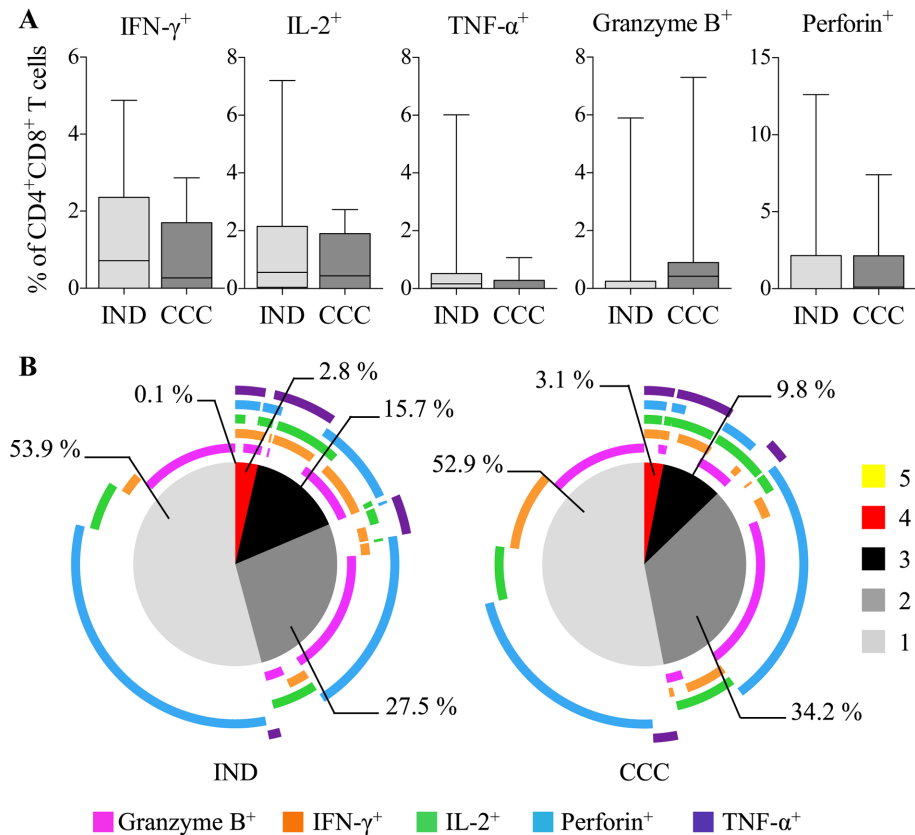 A
IFN-γ+
IL-2+
TNF-α+
Granzyme B+
Perforin+
% of CD4+CD8+ T cells
6
4
2
0
8
6
4
2
0
8
6
4
2
0
8
6
4
2
0
15
10
5
0
IND CCC
IND CCC
IND CCC
IND CCC
IND CCC
B
0.1 %
2.8 %
15.7 %
53.9 %
27.5 %
IND
3.1 %
9.8 %
52.9 %
34.2 %
CCC
5
4
3
2
1
Granzyme B+ IFN-γ+ IL-2+ Perforin+ TNF-α+